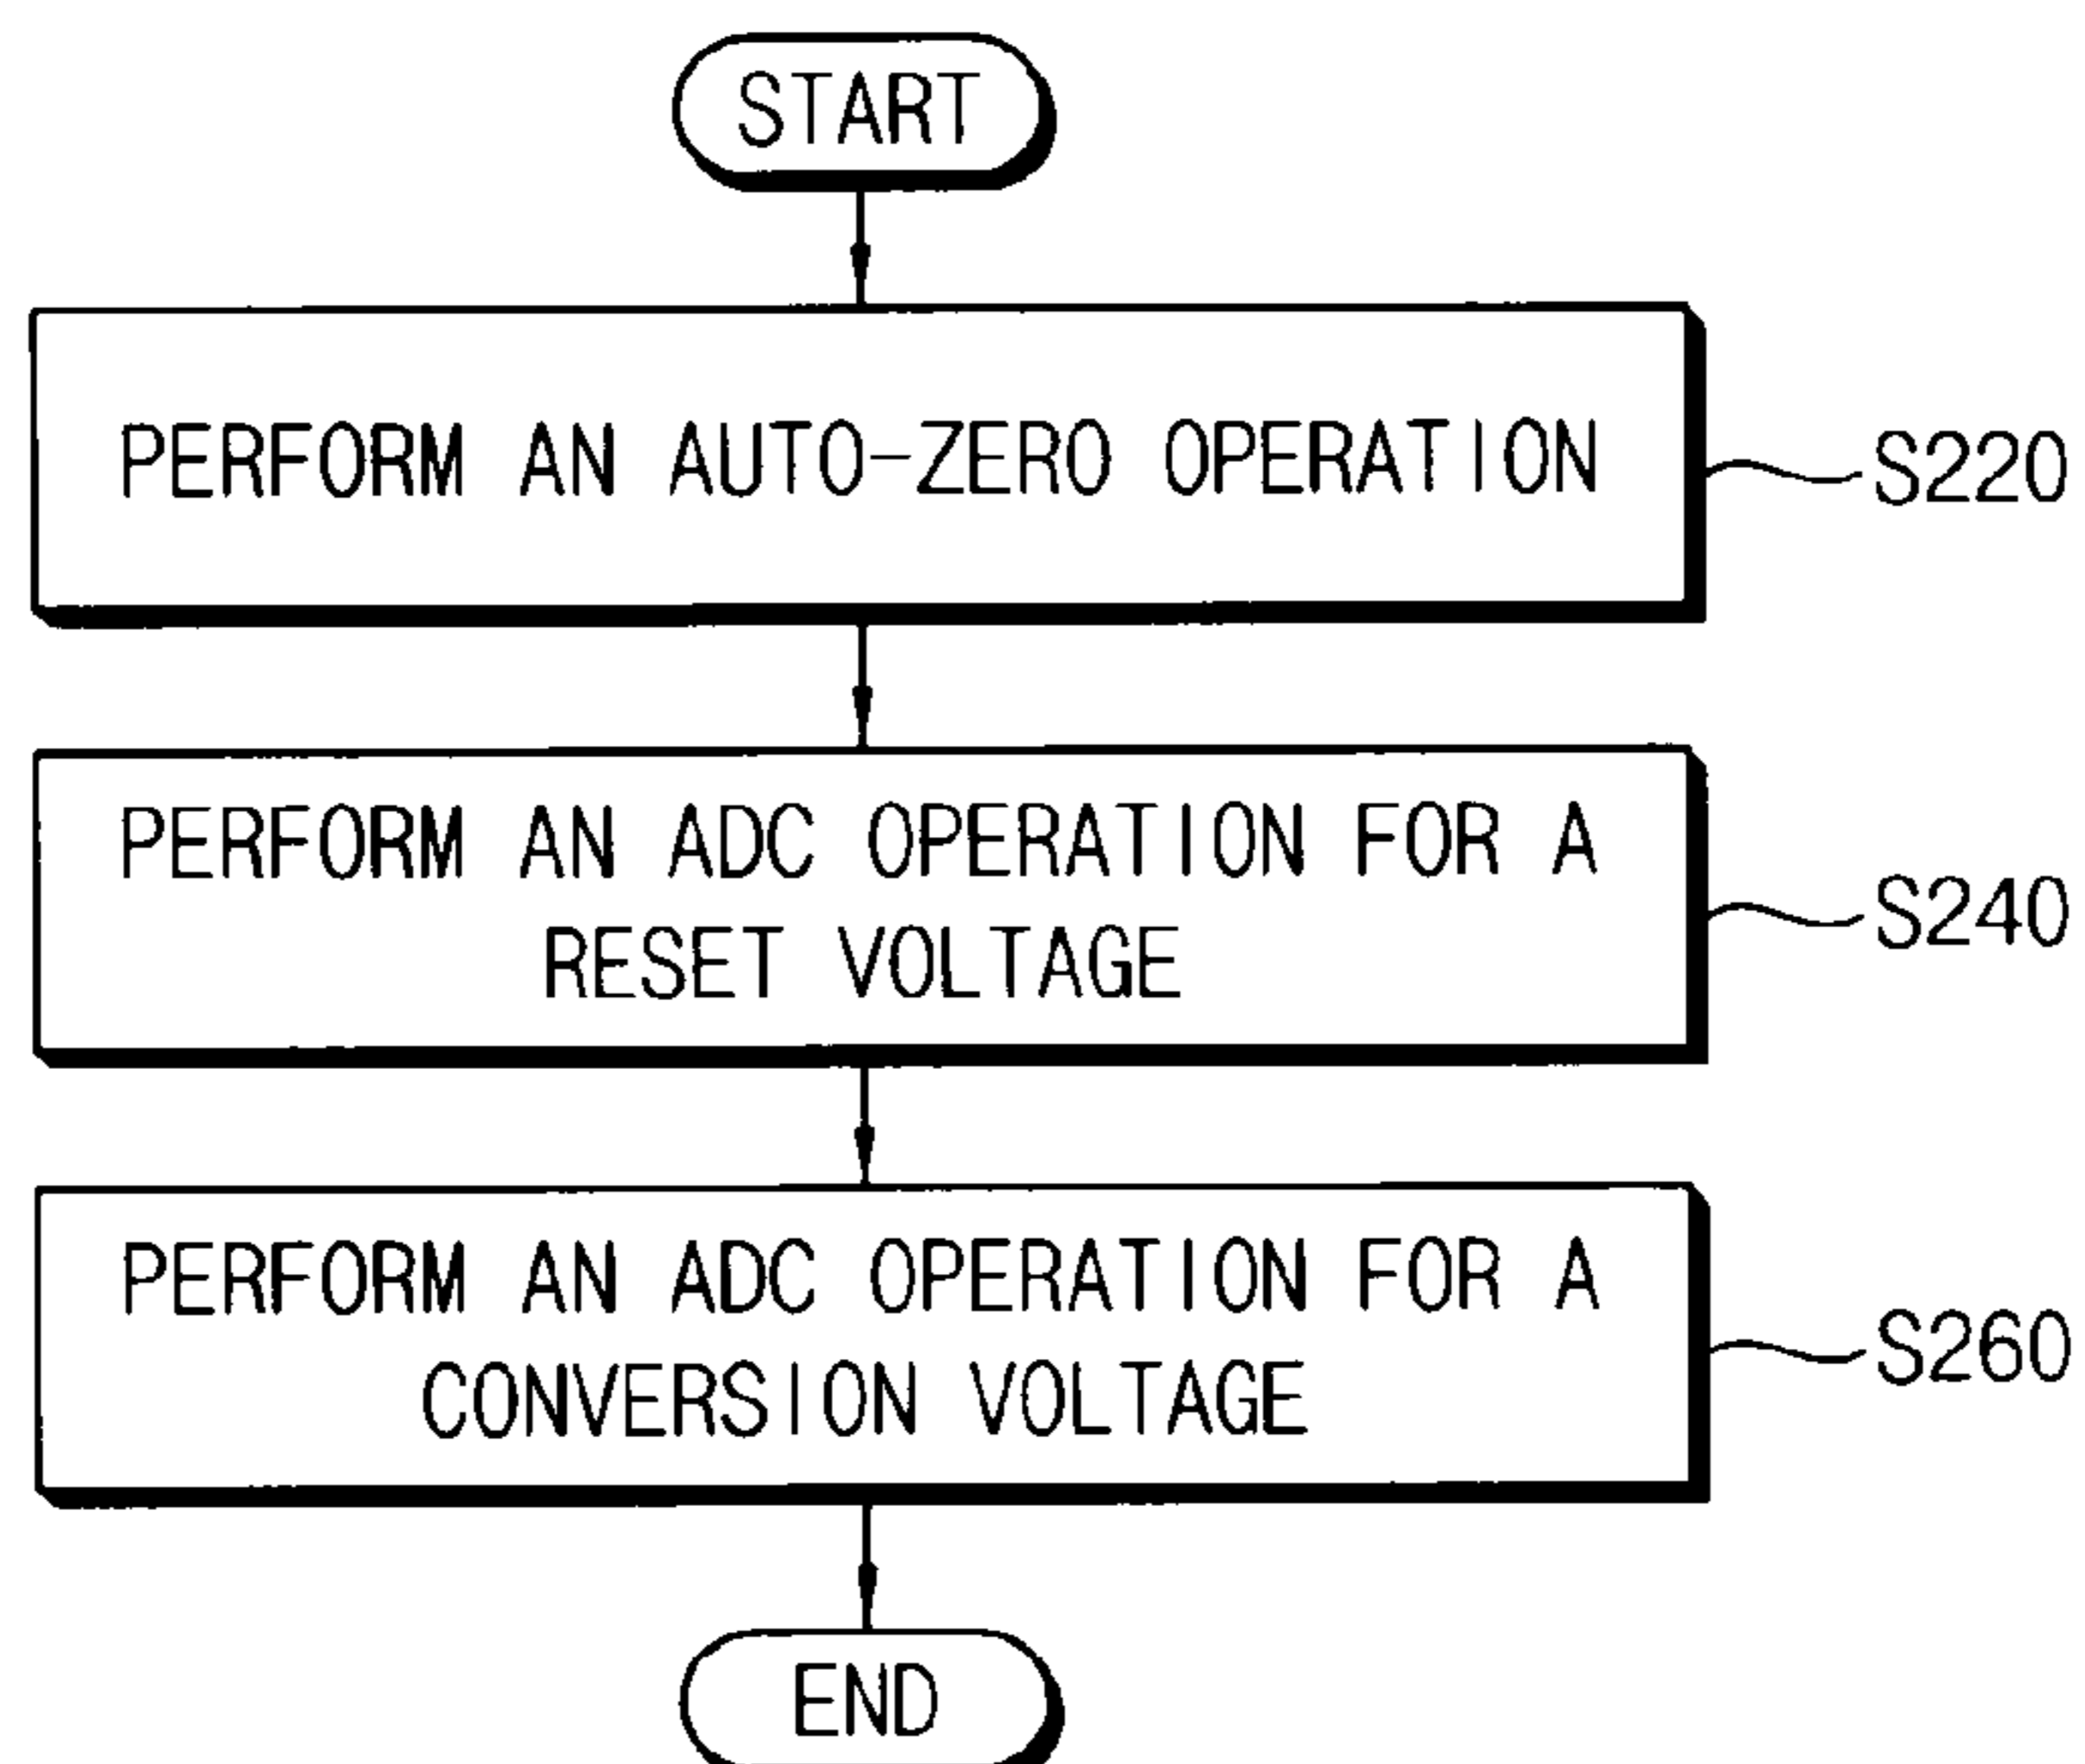 START
PERFORM AN AUTO-ZERO OPERATION
S220
PERFORM AN ADC OPERATION FOR A
RESET VOLTAGE
S240
PERFORM AN ADC OPERATION FOR A
CONVERSION VOLTAGE
S260
END